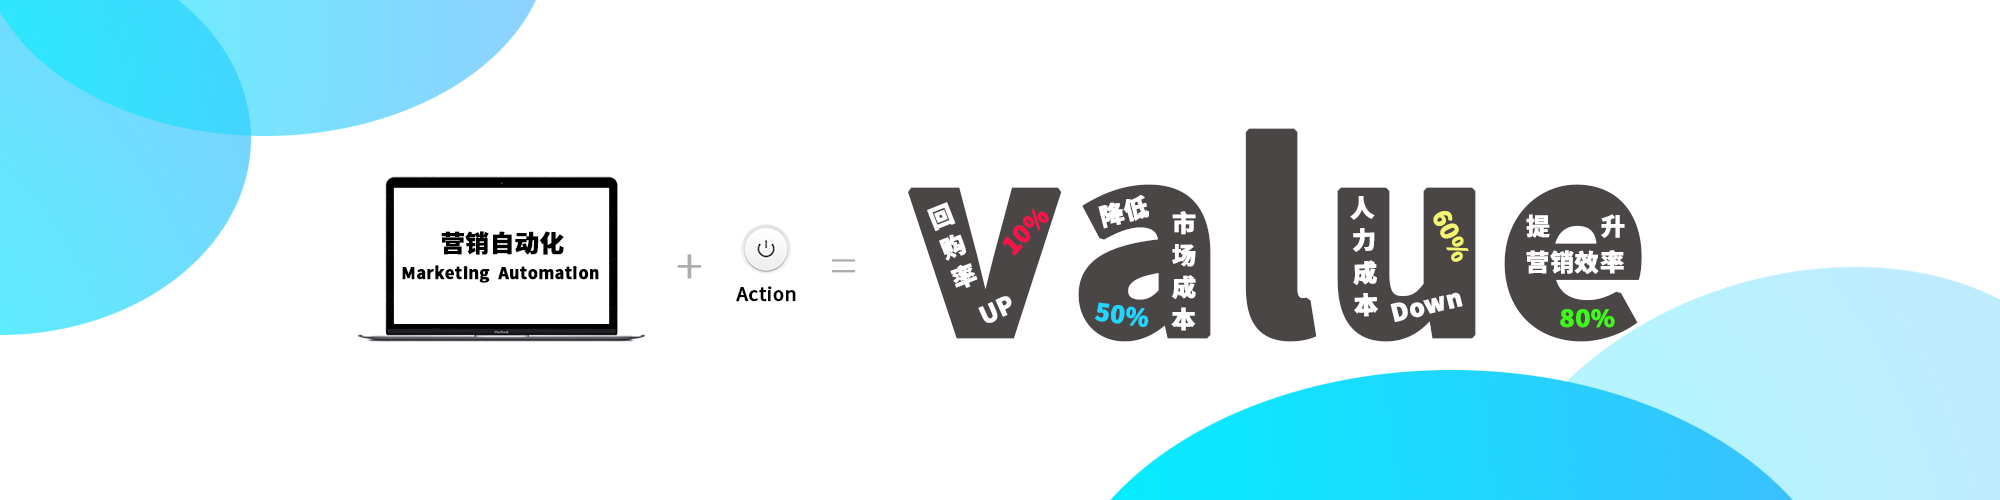 营销自动化
Marketing Automation
+
Action
=
value
回购率
UP
10%
降低
市场成本
50%
人力成本
Down
60%
提升
营销效率
80%